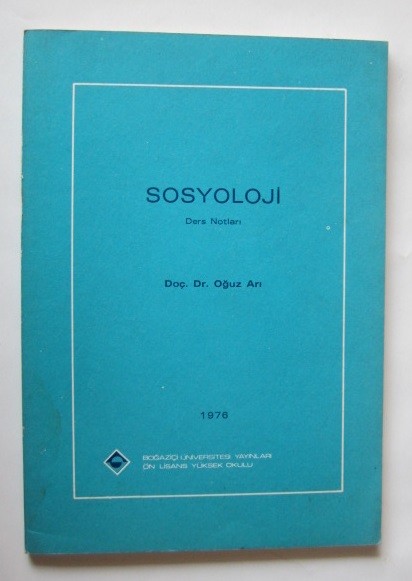 SOSYOLOJİ
Ders Notları
Doç. Dr. Oğuz Arı
1976
BOĞAZİÇİ ÜNİVERSİTESİ YAYINLARI
ÖN LİSANS YÜKSEK OKULU